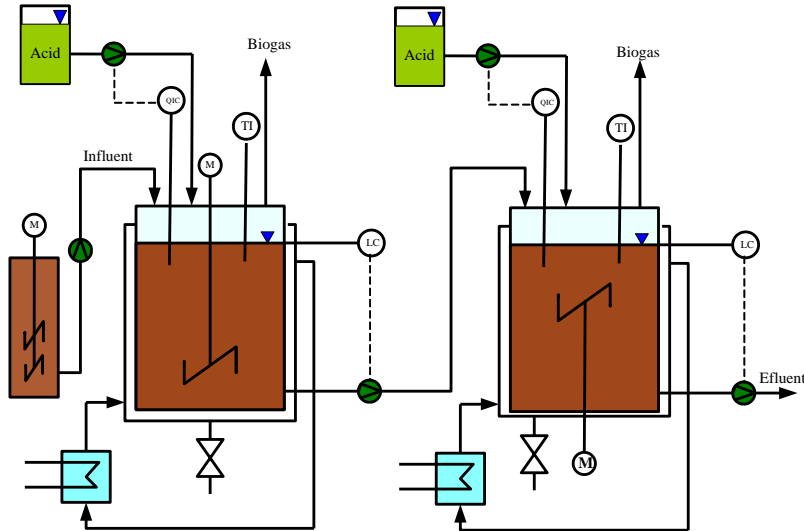 Acid
Biogas
QIC
TI
Influent
M
M
LC
Acid
Biogas
QIC
TI
LC
Efluent
M